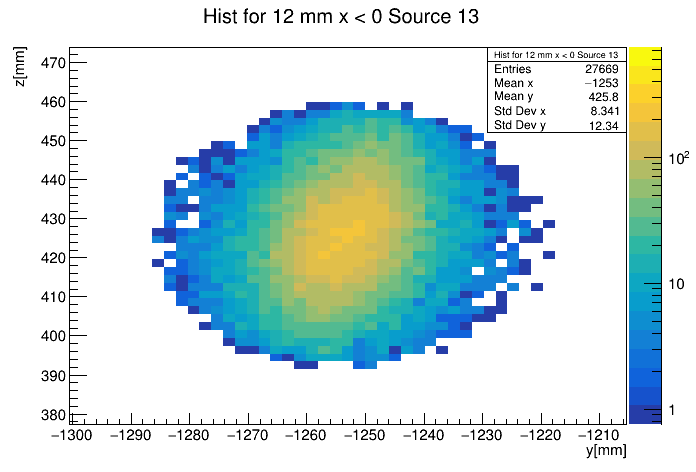 Hist for 12 mm x < 0 Source 13
z[mm]
Hist for 12 mm x < 0 Source 13
Entries 27669
Mean x −1253
Mean y 425.8
Std Dev x 8.341
Std Dev y 12.34
470
460
450
440
430
420
410
400
390
380
10²
10
1
−1300 −1290 −1280 −1270 −1260 −1250 −1240 −1230 −1220 −1210
y[mm]